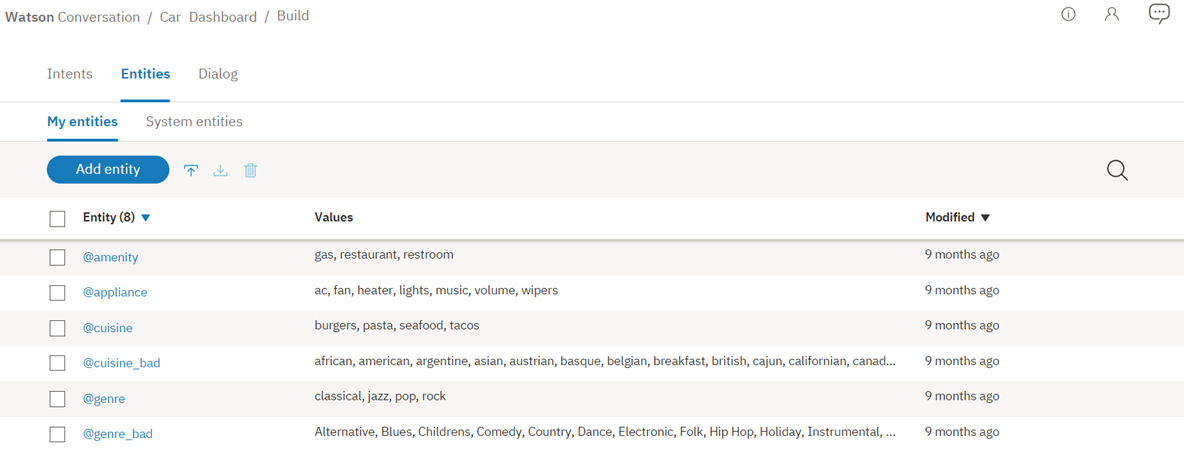 Watson Conversation / Car Dashboard / Build
Intents Entities Dialog
My entities System entities
Add entity
Entity (8) Values Modified
@amenity gas, restaurant, restroom 9 months ago
@appliance ac, fan, heater, lights, music, volume, wipers 9 months ago
@cuisine burgers, pasta, seafood, tacos 9 months ago
@cuisine_bad african, american, argentine, asian, austrian, basque, belgian, breakfast, british, cajun, californian, canad... 9 months ago
@genre classical, jazz, pop, rock 9 months ago
@genre_bad Alternative, Blues, Childrens, Comedy, Country, Dance, Electronic, Folk, Hip Hop, Holiday, Instrumental, ... 9 months ago